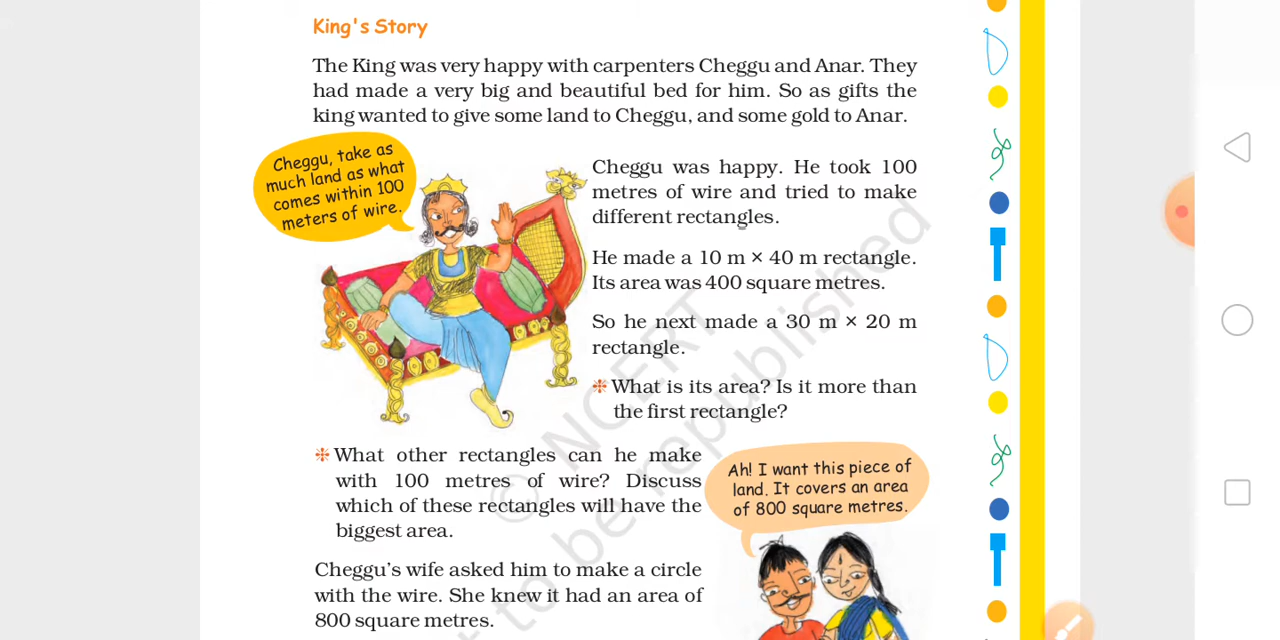 King's Story
The King was very happy with carpenters Cheggu and Anar. They
had made a very big and beautiful bed for him. So as gifts the
king wanted to give some land to Cheggu, and some gold to Anar.
Cheggu, take as
much land as what
comes within 100
meters of wire.
Cheggu was happy. He took 100
metres of wire and tried to make
different rectangles.
He made a 10 m × 40 m rectangle.
Its area was 400 square metres.
So he next made a 30 m × 20 m
rectangle.
❉ What is its area? Is it more than
the first rectangle?
❉ What other rectangles can he make
with 100 metres of wire? Discuss
which of these rectangles will have the
biggest area.
Ah! I want this piece of
land. It covers an area
of 800 square metres.
Cheggu's wife asked him to make a circle
with the wire. She knew it had an area of
800 square metres.
© NCERT
t to be republished